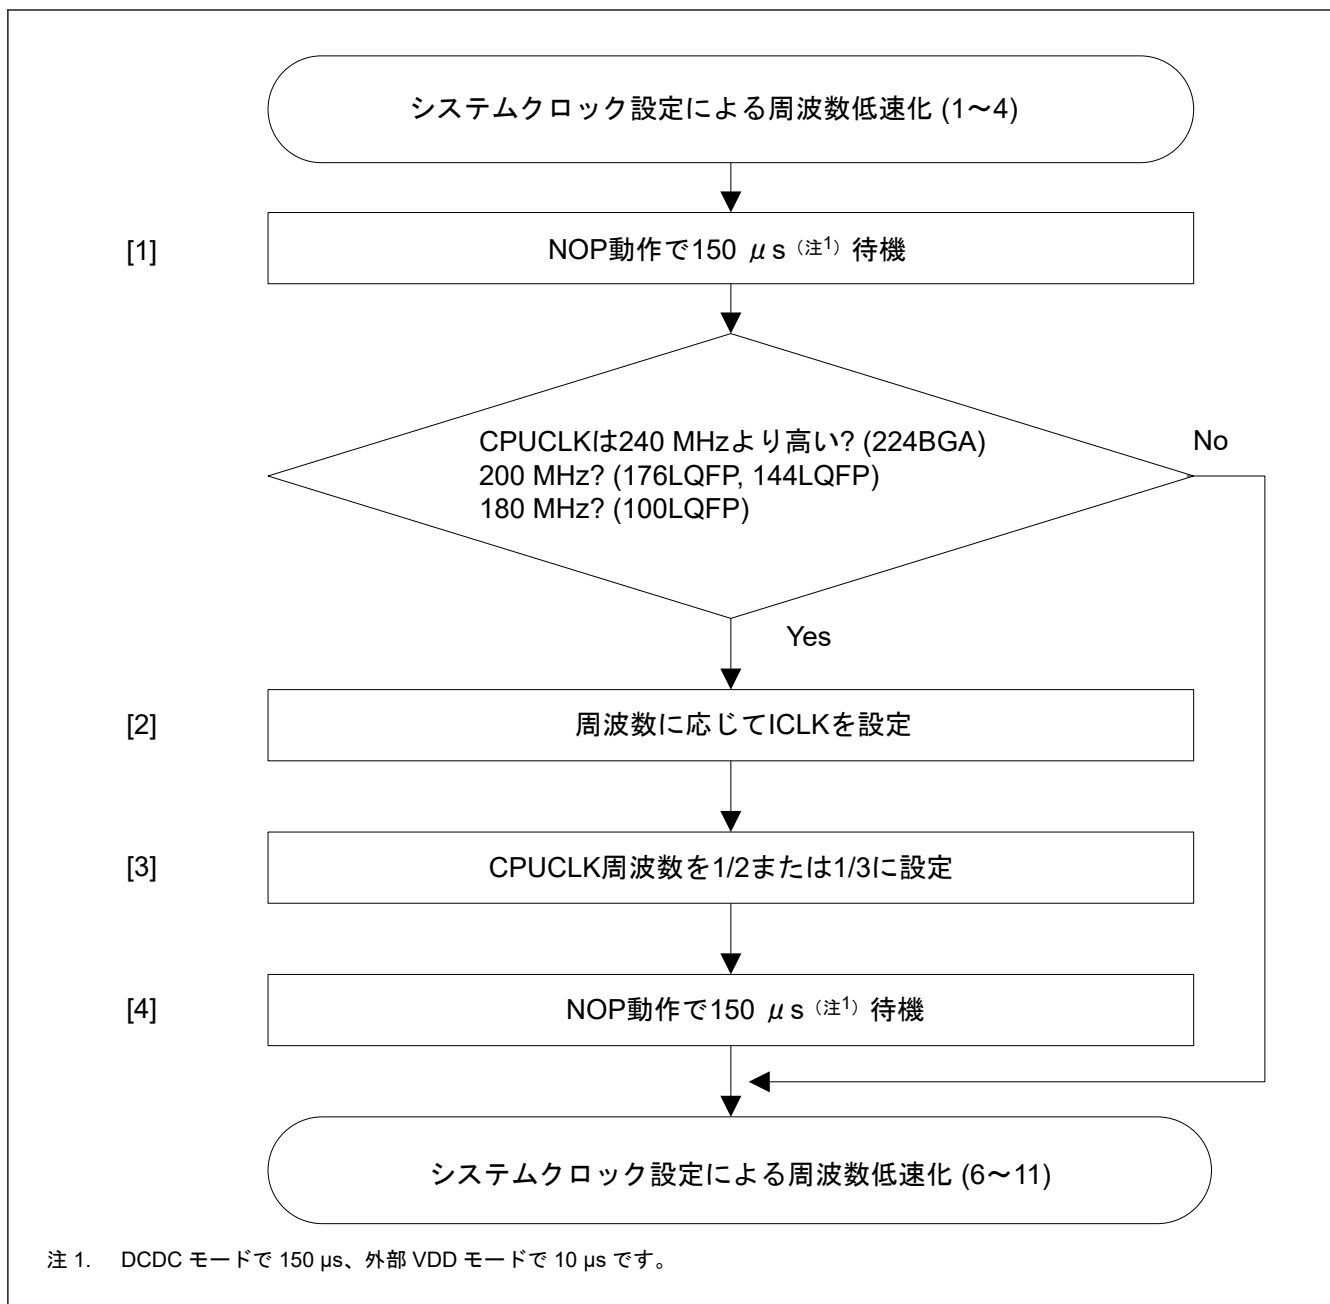 システムクロック設定による周波数低速化 (1～4)
[1]
NOP動作で150 μs (注1) 待機
CPUCLKは240 MHzより高い? (224BGA)
200 MHz? (176LQFP, 144LQFP)
180 MHz? (100LQFP)
No
Yes
[2]
周波数に応じてICLKを設定
[3]
CPUCLK周波数を1/2または1/3に設定
[4]
NOP動作で150 μs (注1) 待機
システムクロック設定による周波数低速化 (6～11)
注 1. DCDC モードで 150 µs、外部 VDD モードで 10 µs です。